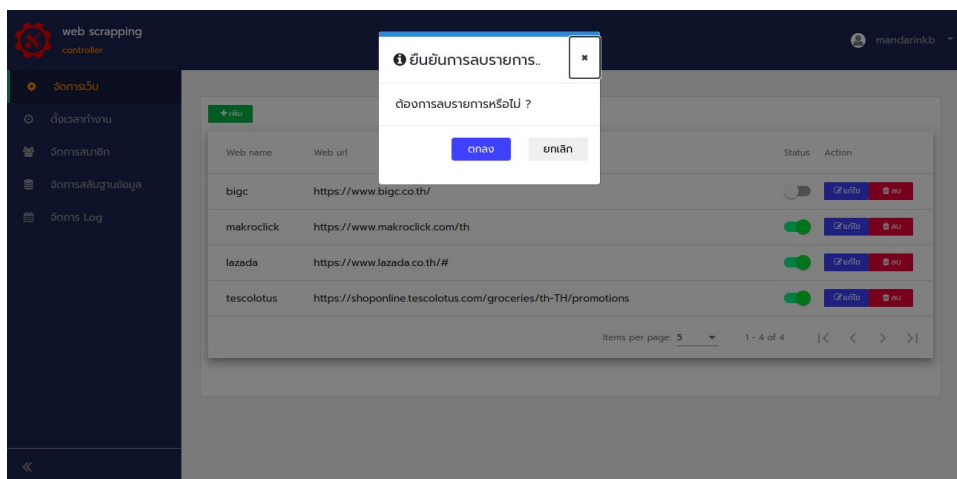 web scrapping
controller
mandarinkb
ยืนยันการลบรายการ..
ต้องการลบรายการหรือไม่ ?
ตกลง ยกเลิก
จัดการเว็บ
ตั้งเวลาทำงาน
จัดการสมาชิก
จัดการสลับฐานข้อมูล
จัดการ Log
+เพิ่ม
Web name Web url Status Action
bigc https://www.bigc.co.th/ แก้ไข ลบ
makroclick https://www.makroclick.com/th แก้ไข ลบ
lazada https://www.lazada.co.th/# แก้ไข ลบ
tescolotus https://shoponline.tescolotus.com/groceries/th-TH/promotions แก้ไข ลบ
Items per page: 5 1 - 4 of 4